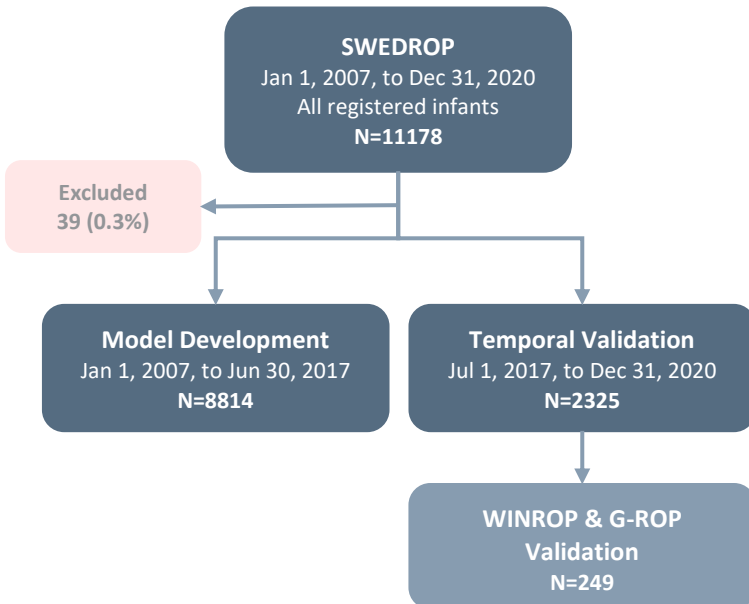 SWEDROP
Jan 1, 2007, to Dec 31, 2020
All registered infants
N=11178
Excluded
39 (0.3%)
Model Development
Jan 1, 2007, to Jun 30, 2017
N=8814
Temporal Validation
Jul 1, 2017, to Dec 31, 2020
N=2325
WINROP & G-ROP
Validation
N=249